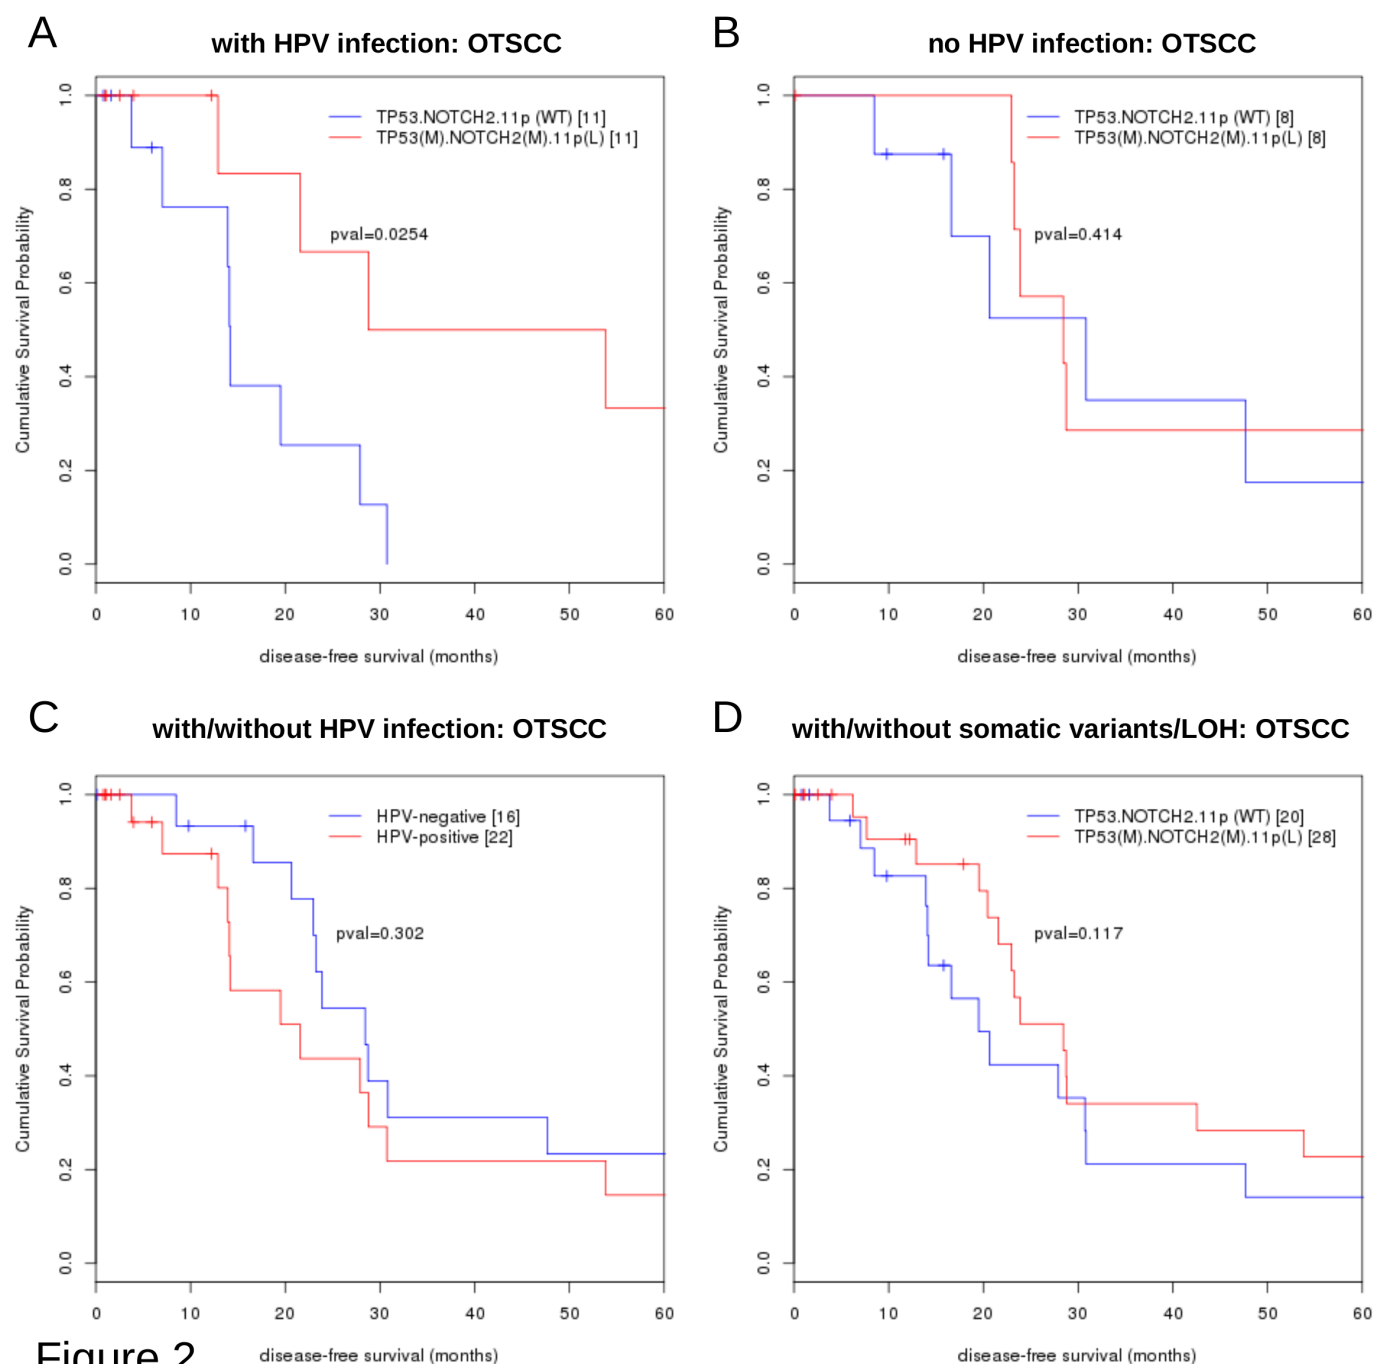 A
with HPV infection: OTSCC
1.0
0.8
0.6
0.4
0.2
0.0
Cumulative Survival Probability
TP53.NOTCH2.11p (WT) [11]
TP53(M).NOTCH2(M).11p(L) [11]
pval=0.0254
0 10 20 30 40 50 60
disease-free survival (months)
B
no HPV infection: OTSCC
1.0
0.8
0.6
0.4
0.2
0.0
Cumulative Survival Probability
TP53.NOTCH2.11p (WT) [8]
TP53(M).NOTCH2(M).11p(L) [8]
pval=0.414
0 10 20 30 40 50 60
disease-free survival (months)
C
with/without HPV infection: OTSCC
1.0
0.8
0.6
0.4
0.2
0.0
Cumulative Survival Probability
HPV-negative [16]
HPV-positive [22]
pval=0.302
0 10 20 30 40 50 60
disease-free survival (months)
D
with/without somatic variants/LOH: OTSCC
1.0
0.8
0.6
0.4
0.2
0.0
Cumulative Survival Probability
TP53.NOTCH2.11p (WT) [20]
TP53(M).NOTCH2(M).11p(L) [28]
pval=0.117
0 10 20 30 40 50 60
disease-free survival (months)
Figure 2